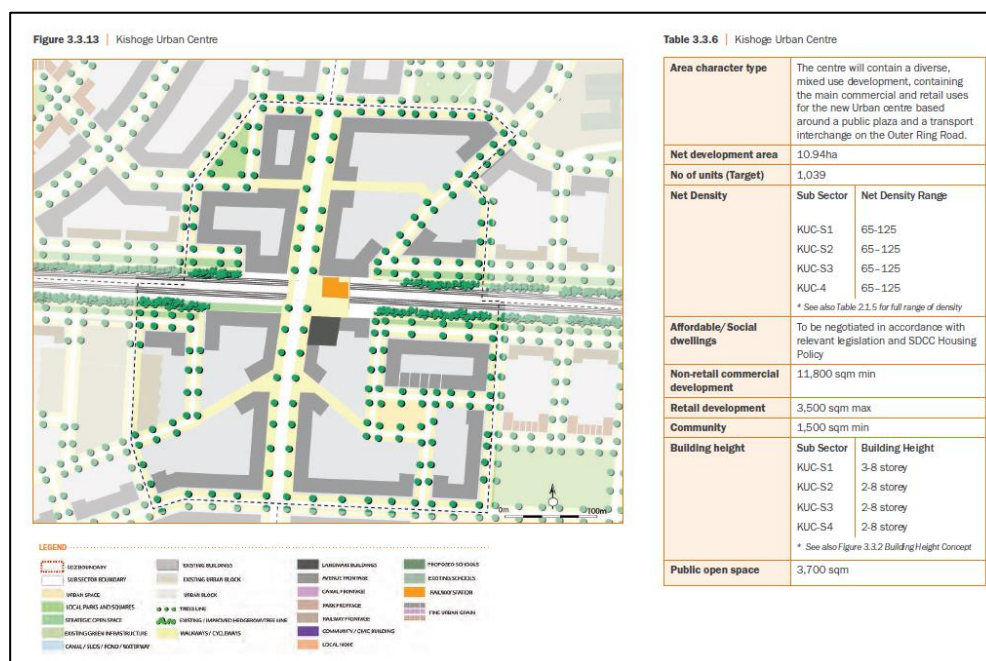 Figure 3.3.13 | Kishoge Urban Centre
0m 100m
LEGEND
SDZ BOUNDARY
SUB SECTOR BOUNDARY
URBAN SPACE
LOCAL PARKS AND SQUARES
STRATEGIC OPEN SPACE
EXISTING GREEN INFRASTRUCTURE
CANAL / SUDS / POND / WATERWAY
EXISTING BUILDINGS
EXISTING URBAN BLOCK
URBAN BLOCK
TREES LINE
EXISTING / IMPROVED HEDGEROW/TREE LINE
WALKWAYS / CYCLEWAYS
LANDMARK BUILDINGS
AVENUE FRONTAGE
CANAL FRONTAGE
PARK FRONTAGE
RAILWAY FRONTAGE
COMMUNITY / CIVIC BUILDING
LOCAL NODE
PROPOSED SCHOOLS
EXISTING SCHOOLS
RAILWAY STATION
FINE URBAN GRAIN
Table 3.3.6 | Kishoge Urban Centre
Area character type
The centre will contain a diverse,
mixed use development, containing
the main commercial and retail uses
for the new Urban centre based
around a public plaza and a transport
interchange on the Outer Ring Road.
Net development area 10.94ha
No of units (Target) 1,039
Net Density Sub Sector Net Density Range
KUC-S1 65-125
KUC-S2 65–125
KUC-S3 65–125
KUC-4 65–125
* See also Table 2.1.5 for full range of density
Affordable/Social
dwellings
To be negotiated in accordance with
relevant legislation and SDCC Housing
Policy
Non-retail commercial
development
11,800 sqm min
Retail development 3,500 sqm max
Community 1,500 sqm min
Building height Sub Sector Building Height
KUC-S1 3-8 storey
KUC-S2 2-8 storey
KUC-S3 2-8 storey
KUC-S4 2-8 storey
* See also Figure 3.3.2 Building Height Concept
Public open space 3,700 sqm